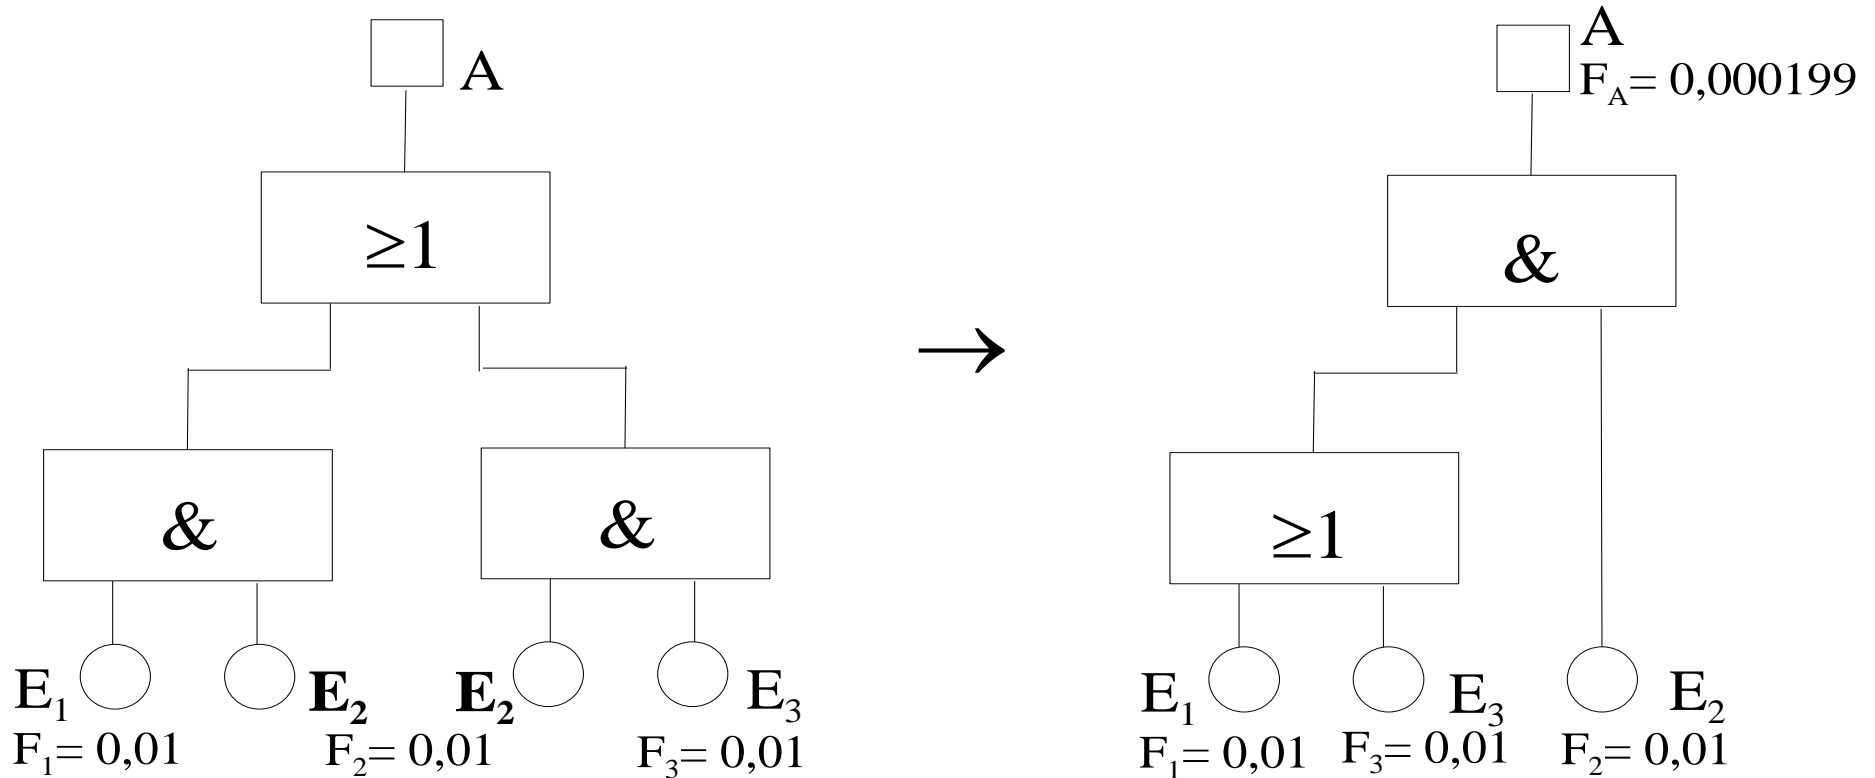 A
≥1
&
&
E₁
E₂
E₂
E₃
F₁= 0,01
F₂= 0,01
F₃= 0,01
→
A
F_A= 0,000199
&
≥1
E₁
E₃
E₂
F₁= 0,01
F₃= 0,01
F₂= 0,01